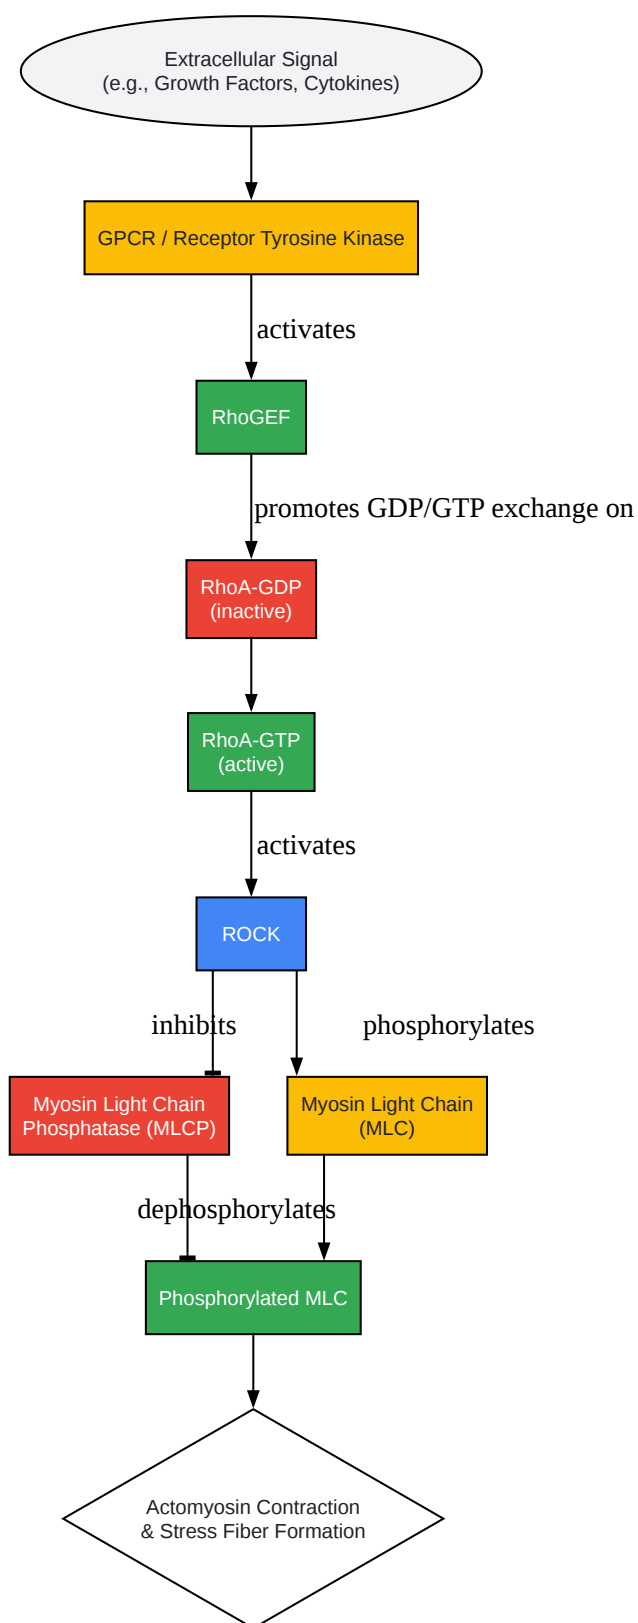 Extracellular Signal
(e.g., Growth Factors, Cytokines)
GPCR / Receptor Tyrosine Kinase
activates
RhoGEF
promotes GDP/GTP exchange on
RhoA-GDP
(inactive)
RhoA-GTP
(active)
activates
ROCK
inhibits
phosphorylates
Myosin Light Chain
Phosphatase (MLCP)
Myosin Light Chain
(MLC)
dephosphorylates
Phosphorylated MLC
Actomyosin Contraction
& Stress Fiber Formation